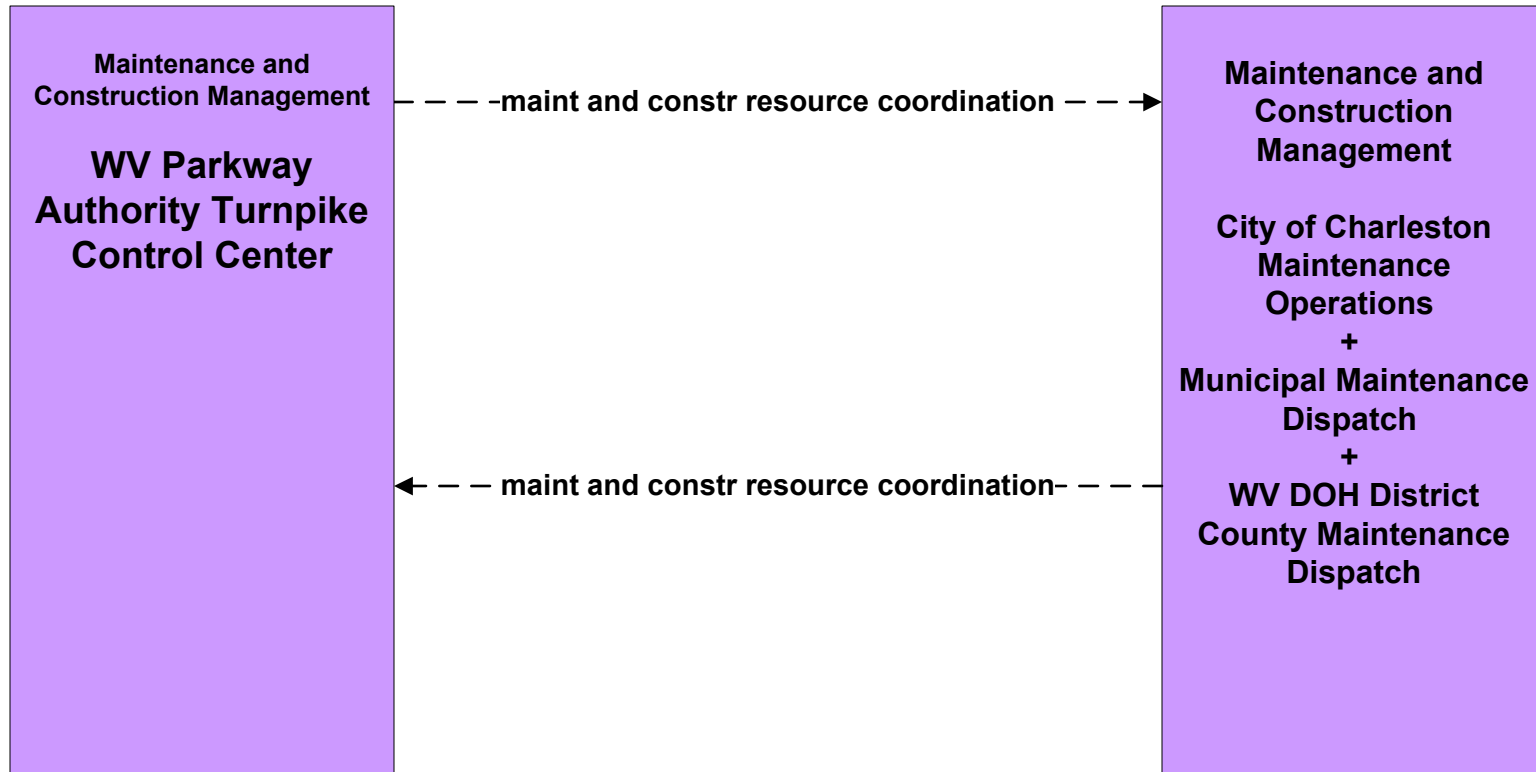 Maintenance and
Construction Management
WV Parkway
Authority Turnpike
Control Center
maint and constr resource coordination
maint and constr resource coordination
Maintenance and
Construction
Management
City of Charleston
Maintenance
Operations
+
Municipal Maintenance
Dispatch
+
WV DOH District
County Maintenance
Dispatch